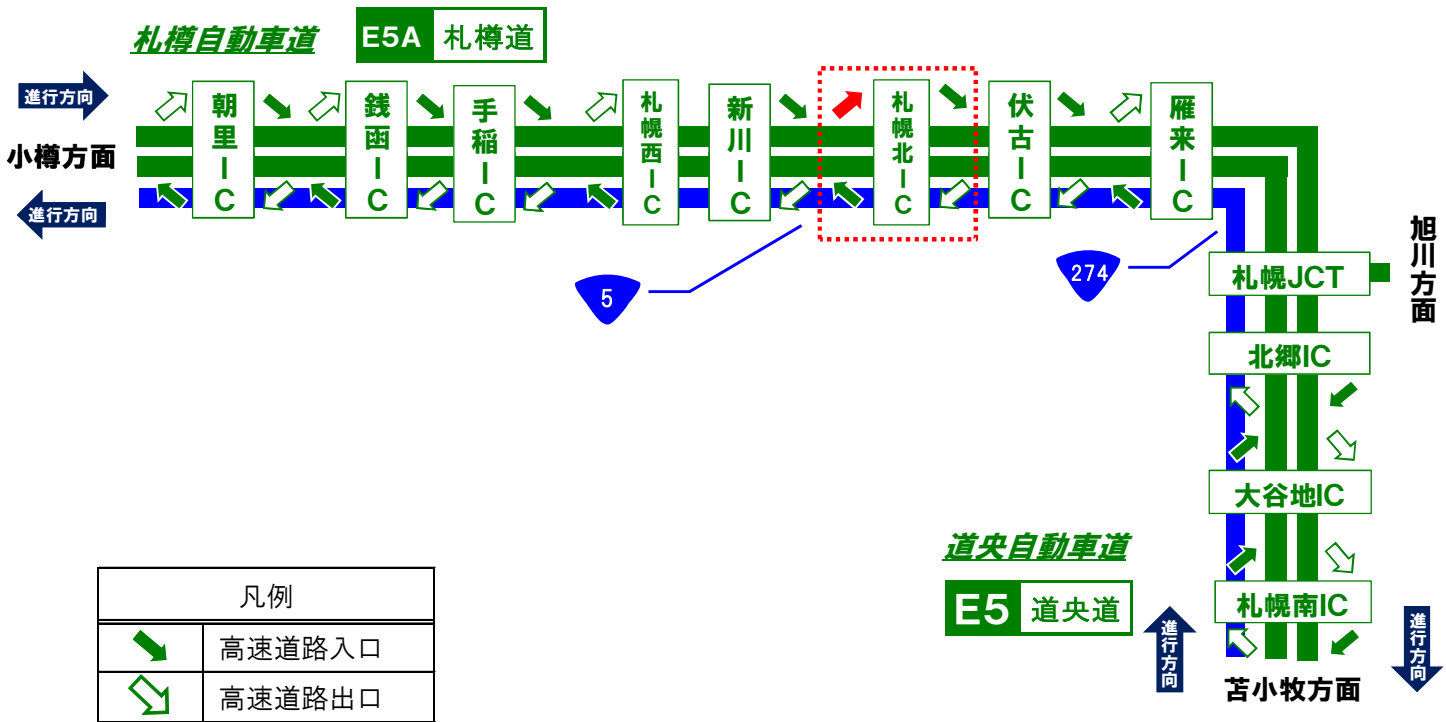 札樽自動車道
E5A 札樽道
進行方向
小樽方面
進行方向
朝里IC
銭函IC
手稲IC
札幌西IC
新川IC
札幌北IC
伏古IC
雁来IC
5
274
旭川方面
札幌JCT
北郷IC
大谷地IC
札幌南IC
道央自動車道
E5 道央道
進行方向
進行方向
苫小牧方面
凡例
高速道路入口
高速道路出口